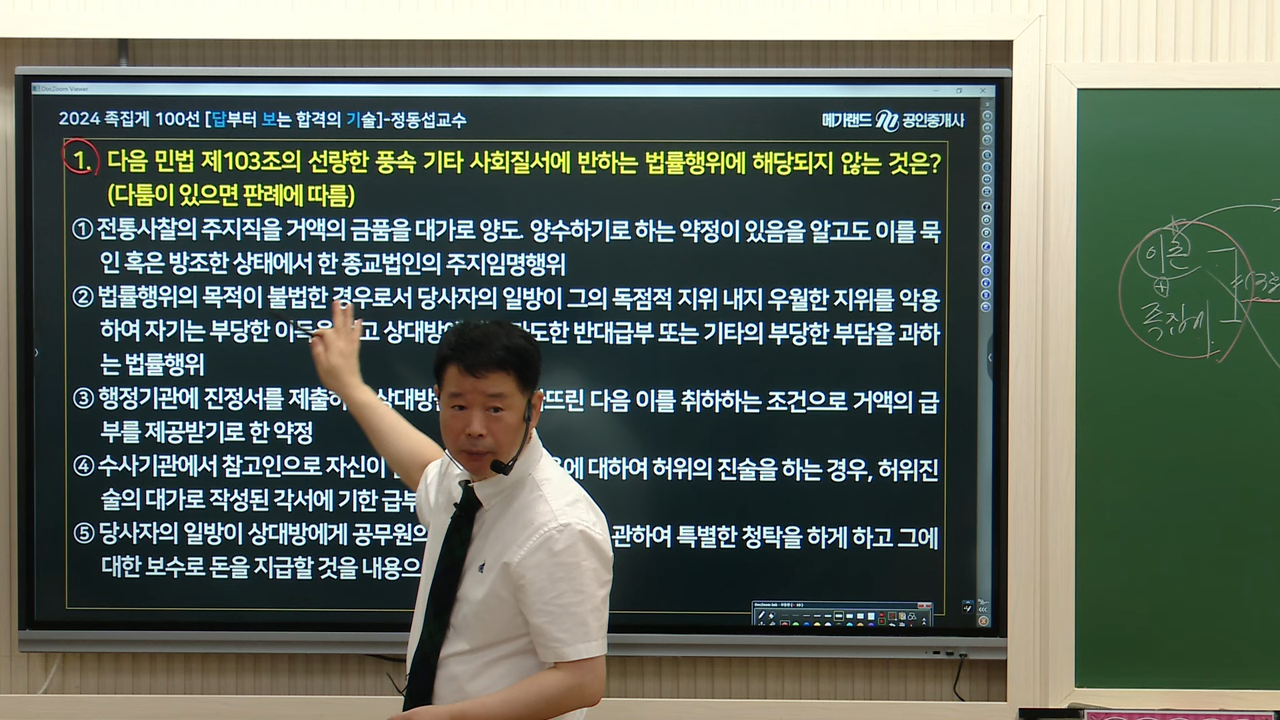 DocZoom Viewer
2024 족집게 100선 [답부터 보는 합격의 기술]-정동섭교수
메가랜드 공인중개사
1. 다음 민법 제103조의 선량한 풍속 기타 사회질서에 반하는 법률행위에 해당되지 않는 것은?
(다툼이 있으면 판례에 따름)
① 전통사찰의 주지직을 거액의 금품을 대가로 양도. 양수하기로 하는 약정이 있음을 알고도 이를 묵
인 혹은 방조한 상태에서 한 종교법인의 주지임명행위
② 법률행위의 목적이 불법한 경우로서 당사자의 일방이 그의 독점적 지위 내지 우월한 지위를 악용
하여 자기는 부당한 고 상대방에 과도한 반대급부 또는 기타의 부당한 부담을 과하
는 법률행위
③ 행정기관에 진정서를 제출하 상대방을 뜨린 다음 이를 취하하는 조건으로 거액의 급
부를 제공받기로 한 약정
④ 수사기관에서 참고인으로 자신이 에 대하여 허위의 진술을 하는 경우, 허위진
술의 대가로 작성된 각서에 기한 급부
⑤ 당사자의 일방이 상대방에게 공무원의 관하여 특별한 청탁을 하게 하고 그에
대한 보수로 돈을 지급할 것을 내용으
이론
+
족집게